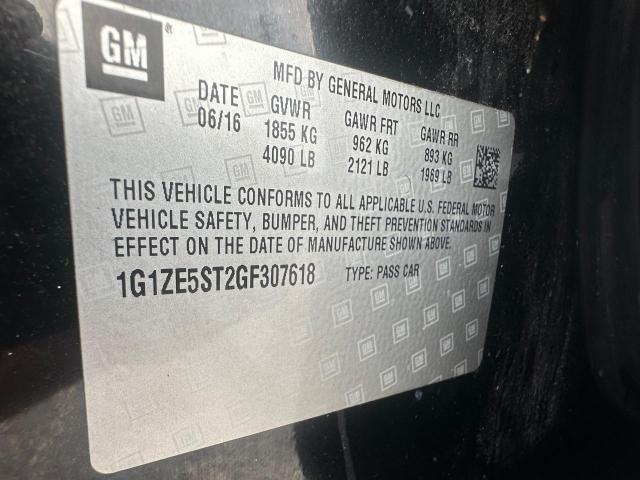 GM
MFD BY GENERAL MOTORS LLC
DATE GVWR GAWR FRT GAWR RR
06/16 1855 KG 962 KG 893 KG
4090 LB 2121 LB 1969 LB
THIS VEHICLE CONFORMS TO ALL APPLICABLE U.S. FEDERAL MOTOR
VEHICLE SAFETY, BUMPER, AND THEFT PREVENTION STANDARDS IN
EFFECT ON THE DATE OF MANUFACTURE SHOWN ABOVE.
1G1ZE5ST2GF307618 TYPE: PASS CAR